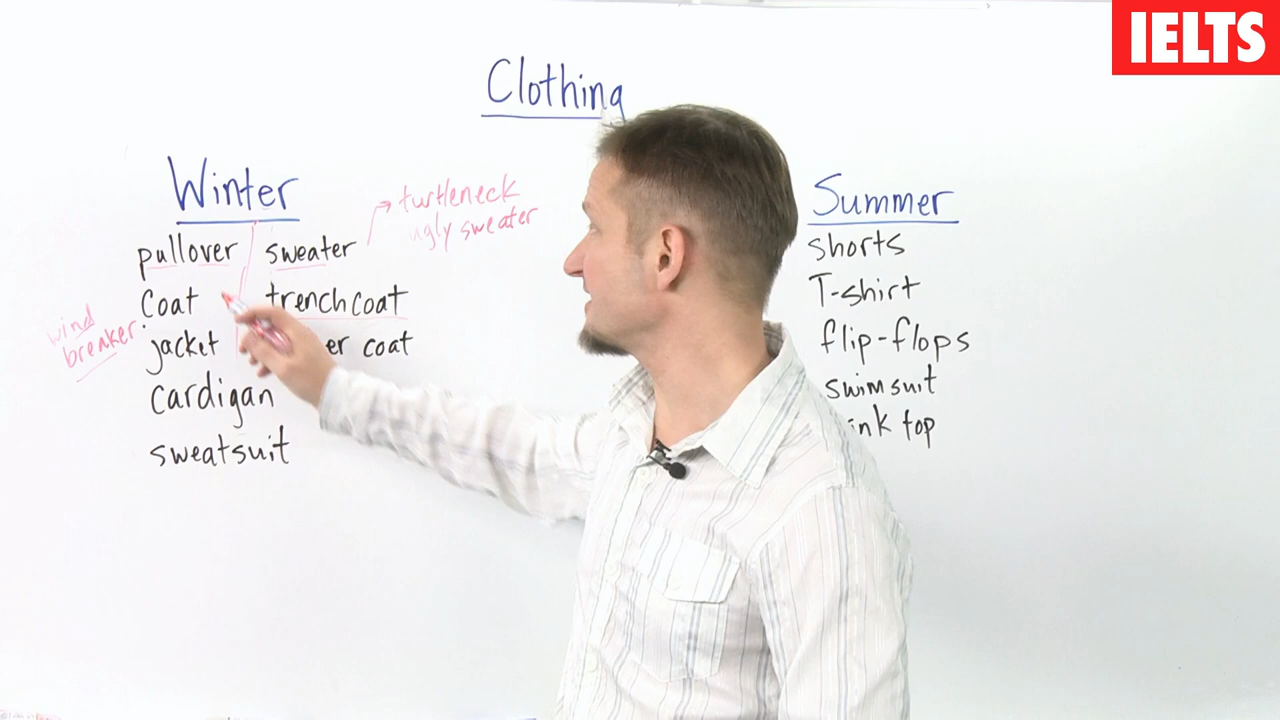 IELTS
Clothing
Winter
pullover
Coat
jacket
cardigan
sweatsuit
sweater
trenchcoat
coat
turtleneck
ugly sweater
wind
breaker
Summer
shorts
T-shirt
flip-flops
swimsuit
top